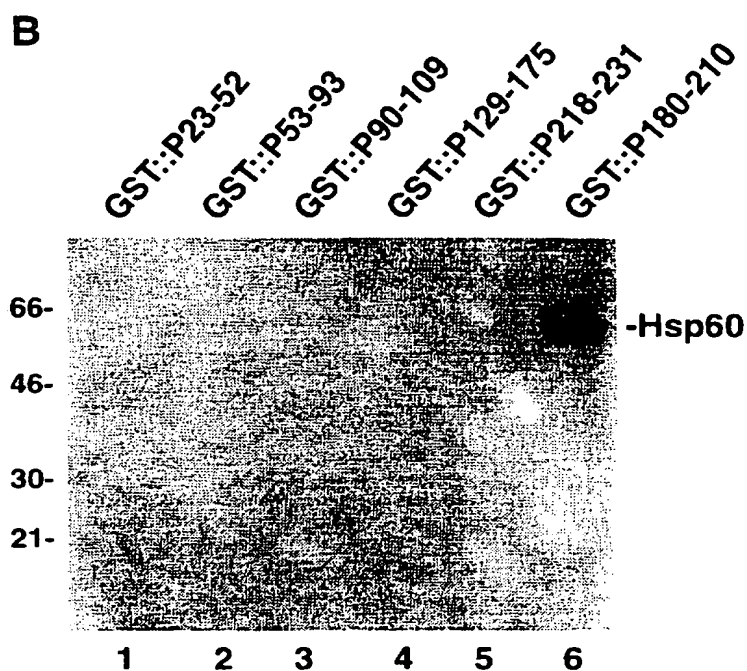 B
GST::P23-52
GST::P53-93
GST::P90-109
GST::P129-175
GST::P218-231
GST::P180-210
66-
-Hsp60
46-
30-
21-
1 2 3 4 5 6